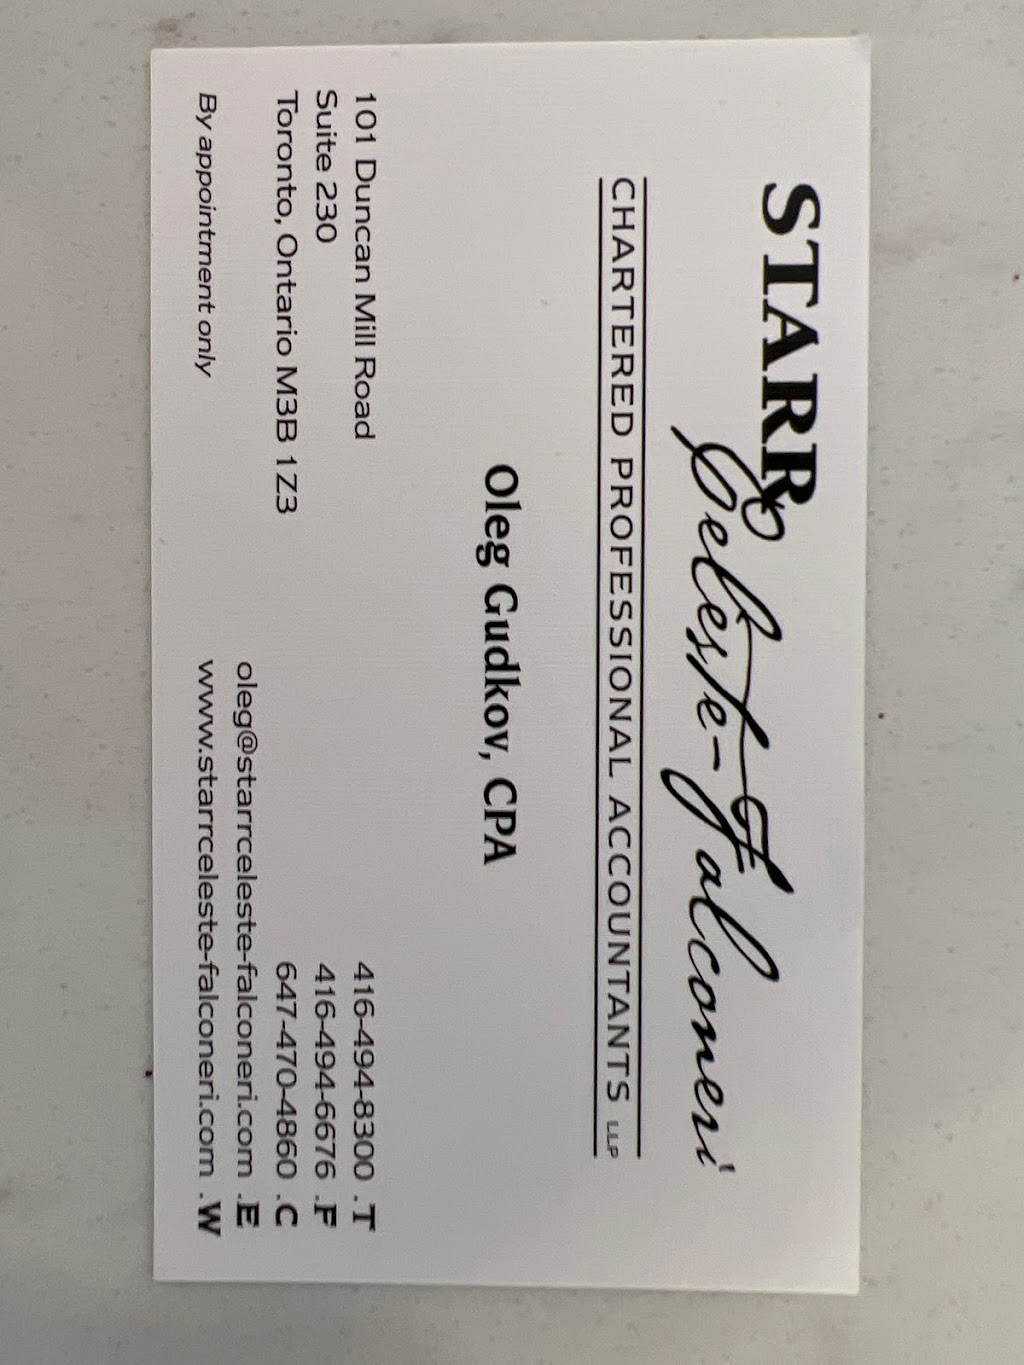 STARR
Celeste-Falconeri
CHARTERED PROFESSIONAL ACCOUNTANTS LLP
Oleg Gudkov, CPA
101 Duncan Mill Road
Suite 230
Toronto, Ontario M3B 1Z3
By appointment only
416-494-8300 .T
416-494-6676 .F
647-470-4860 .C
oleg@starrceleste-falconeri.com .E
www.starrceleste-falconeri.com .W